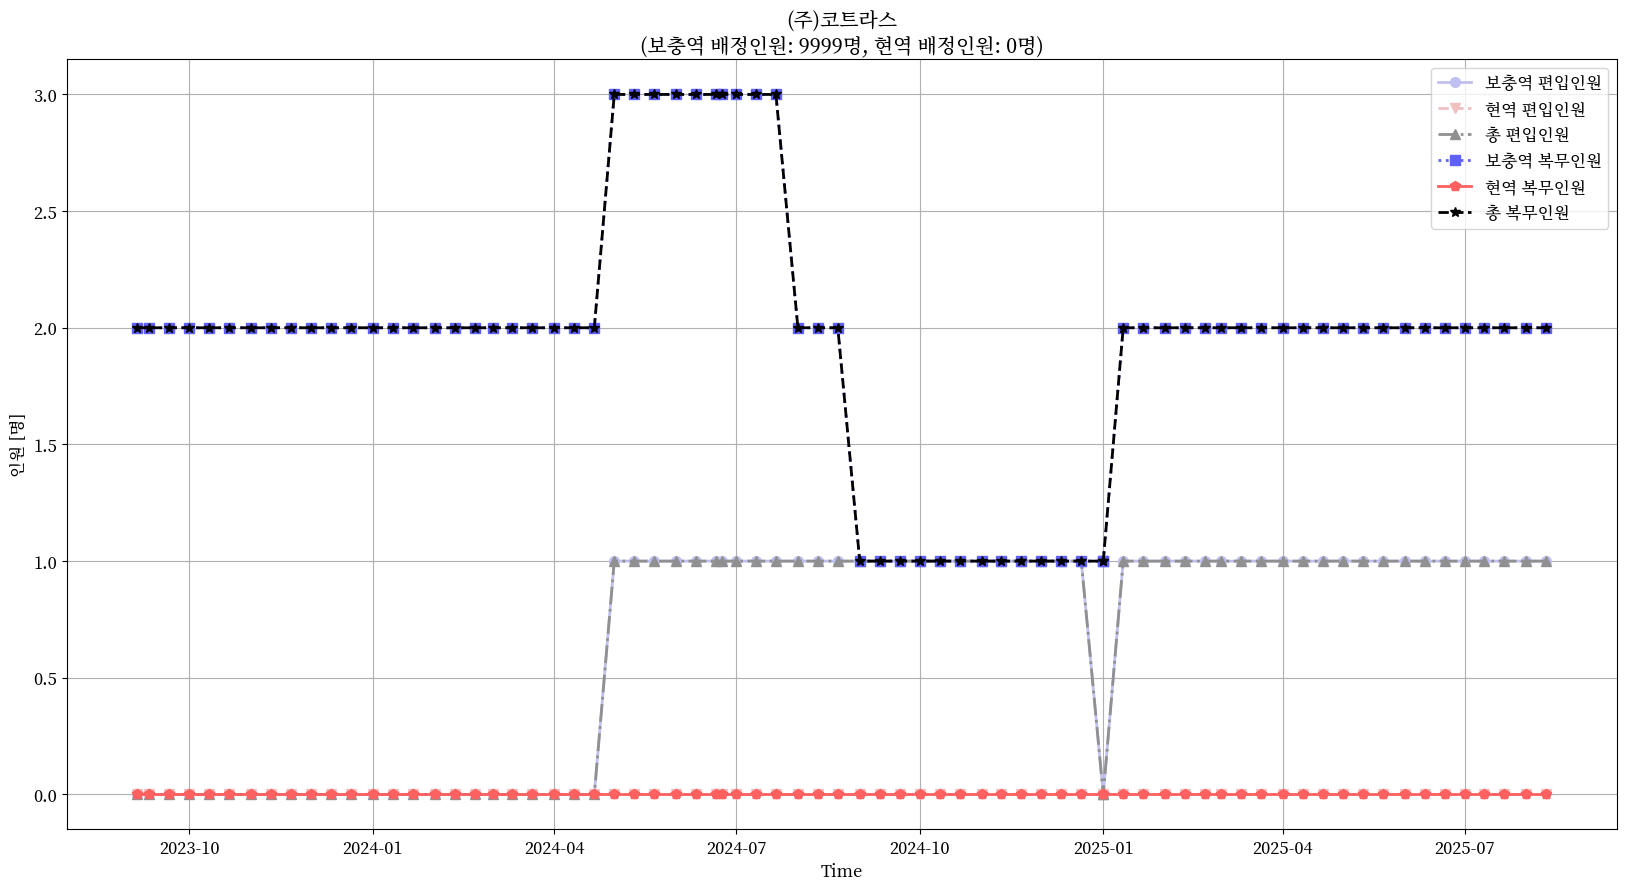 (주)코트라스
(보충역 배정인원: 9999명, 현역 배정인원: 0명)
보충역 편입인원
현역 편입인원
총 편입인원
보충역 복무인원
현역 복무인원
총 복무인원
인원 [명]
3.0
2.5
2.0
1.5
1.0
0.5
0.0
2023-10
2024-01
2024-04
2024-07
2024-10
2025-01
2025-04
2025-07
Time